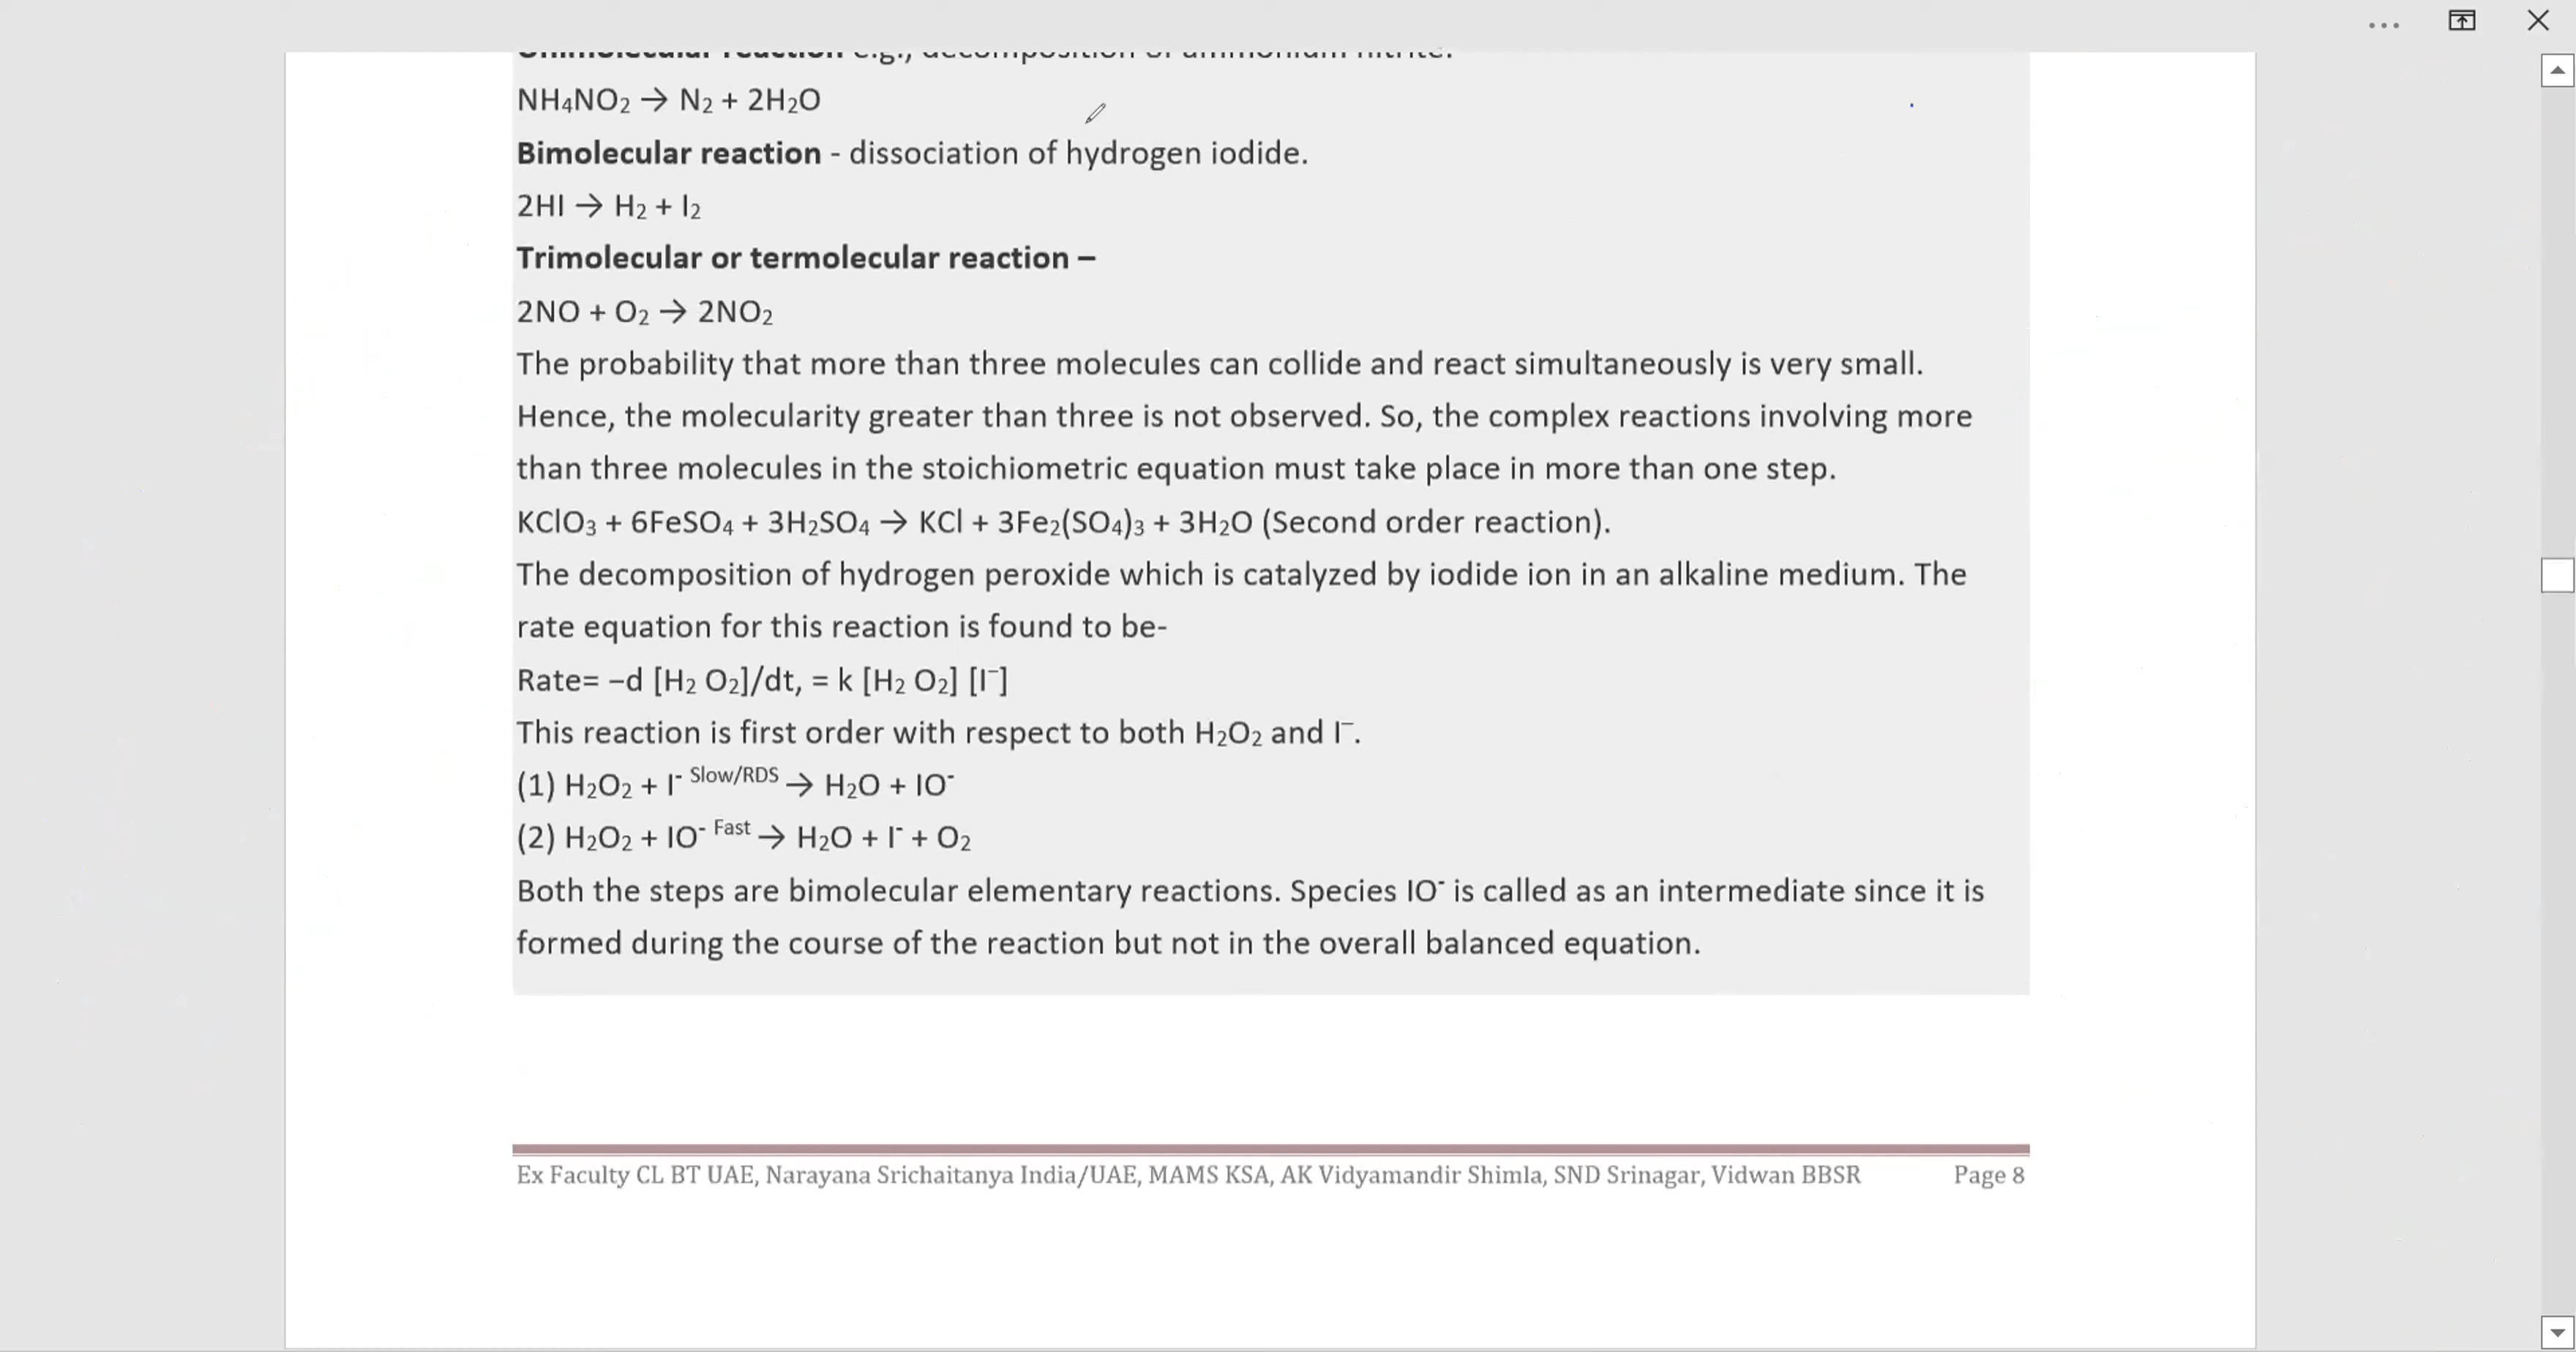 Unimolecular reaction e.g., decomposition of ammonium nitrite.
NH₄NO₂ → N₂ + 2H₂O
Bimolecular reaction - dissociation of hydrogen iodide.
2HI → H₂ + I₂
Trimolecular or termolecular reaction –
2NO + O₂ → 2NO₂
The probability that more than three molecules can collide and react simultaneously is very small.
Hence, the molecularity greater than three is not observed. So, the complex reactions involving more
than three molecules in the stoichiometric equation must take place in more than one step.
KClO₃ + 6FeSO₄ + 3H₂SO₄ → KCl + 3Fe₂(SO₄)₃ + 3H₂O (Second order reaction).
The decomposition of hydrogen peroxide which is catalyzed by iodide ion in an alkaline medium. The
rate equation for this reaction is found to be-
Rate= −d [H₂ O₂]/dt, = k [H₂ O₂] [I⁻]
This reaction is first order with respect to both H₂O₂ and I⁻.
(1) H₂O₂ + I⁻ Slow/RDS → H₂O + IO⁻
(2) H₂O₂ + IO⁻ Fast → H₂O + I⁻ + O₂
Both the steps are bimolecular elementary reactions. Species IO⁻ is called as an intermediate since it is
formed during the course of the reaction but not in the overall balanced equation.
Ex Faculty CL BT UAE, Narayana Srichaitanya India/UAE, MAMS KSA, AK Vidyamandir Shimla, SND Srinagar, Vidwan BBSR Page 8